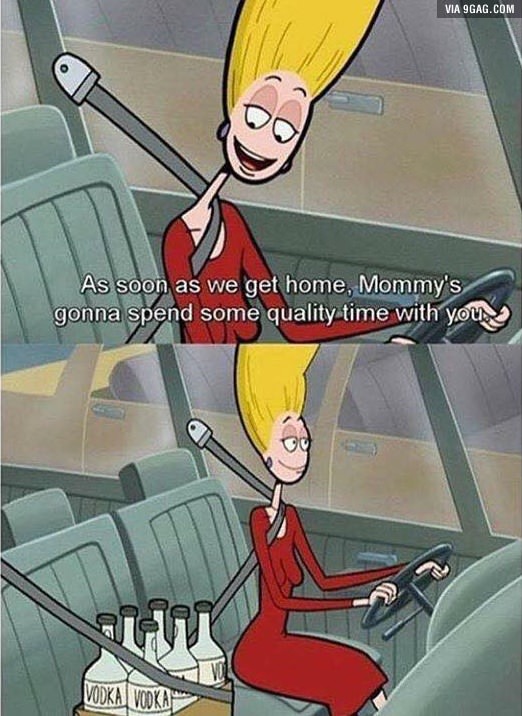 VIA 9GAG.COM
As soon as we get home, Mommy's
gonna spend some quality time with you.
VODKA VODKA VO